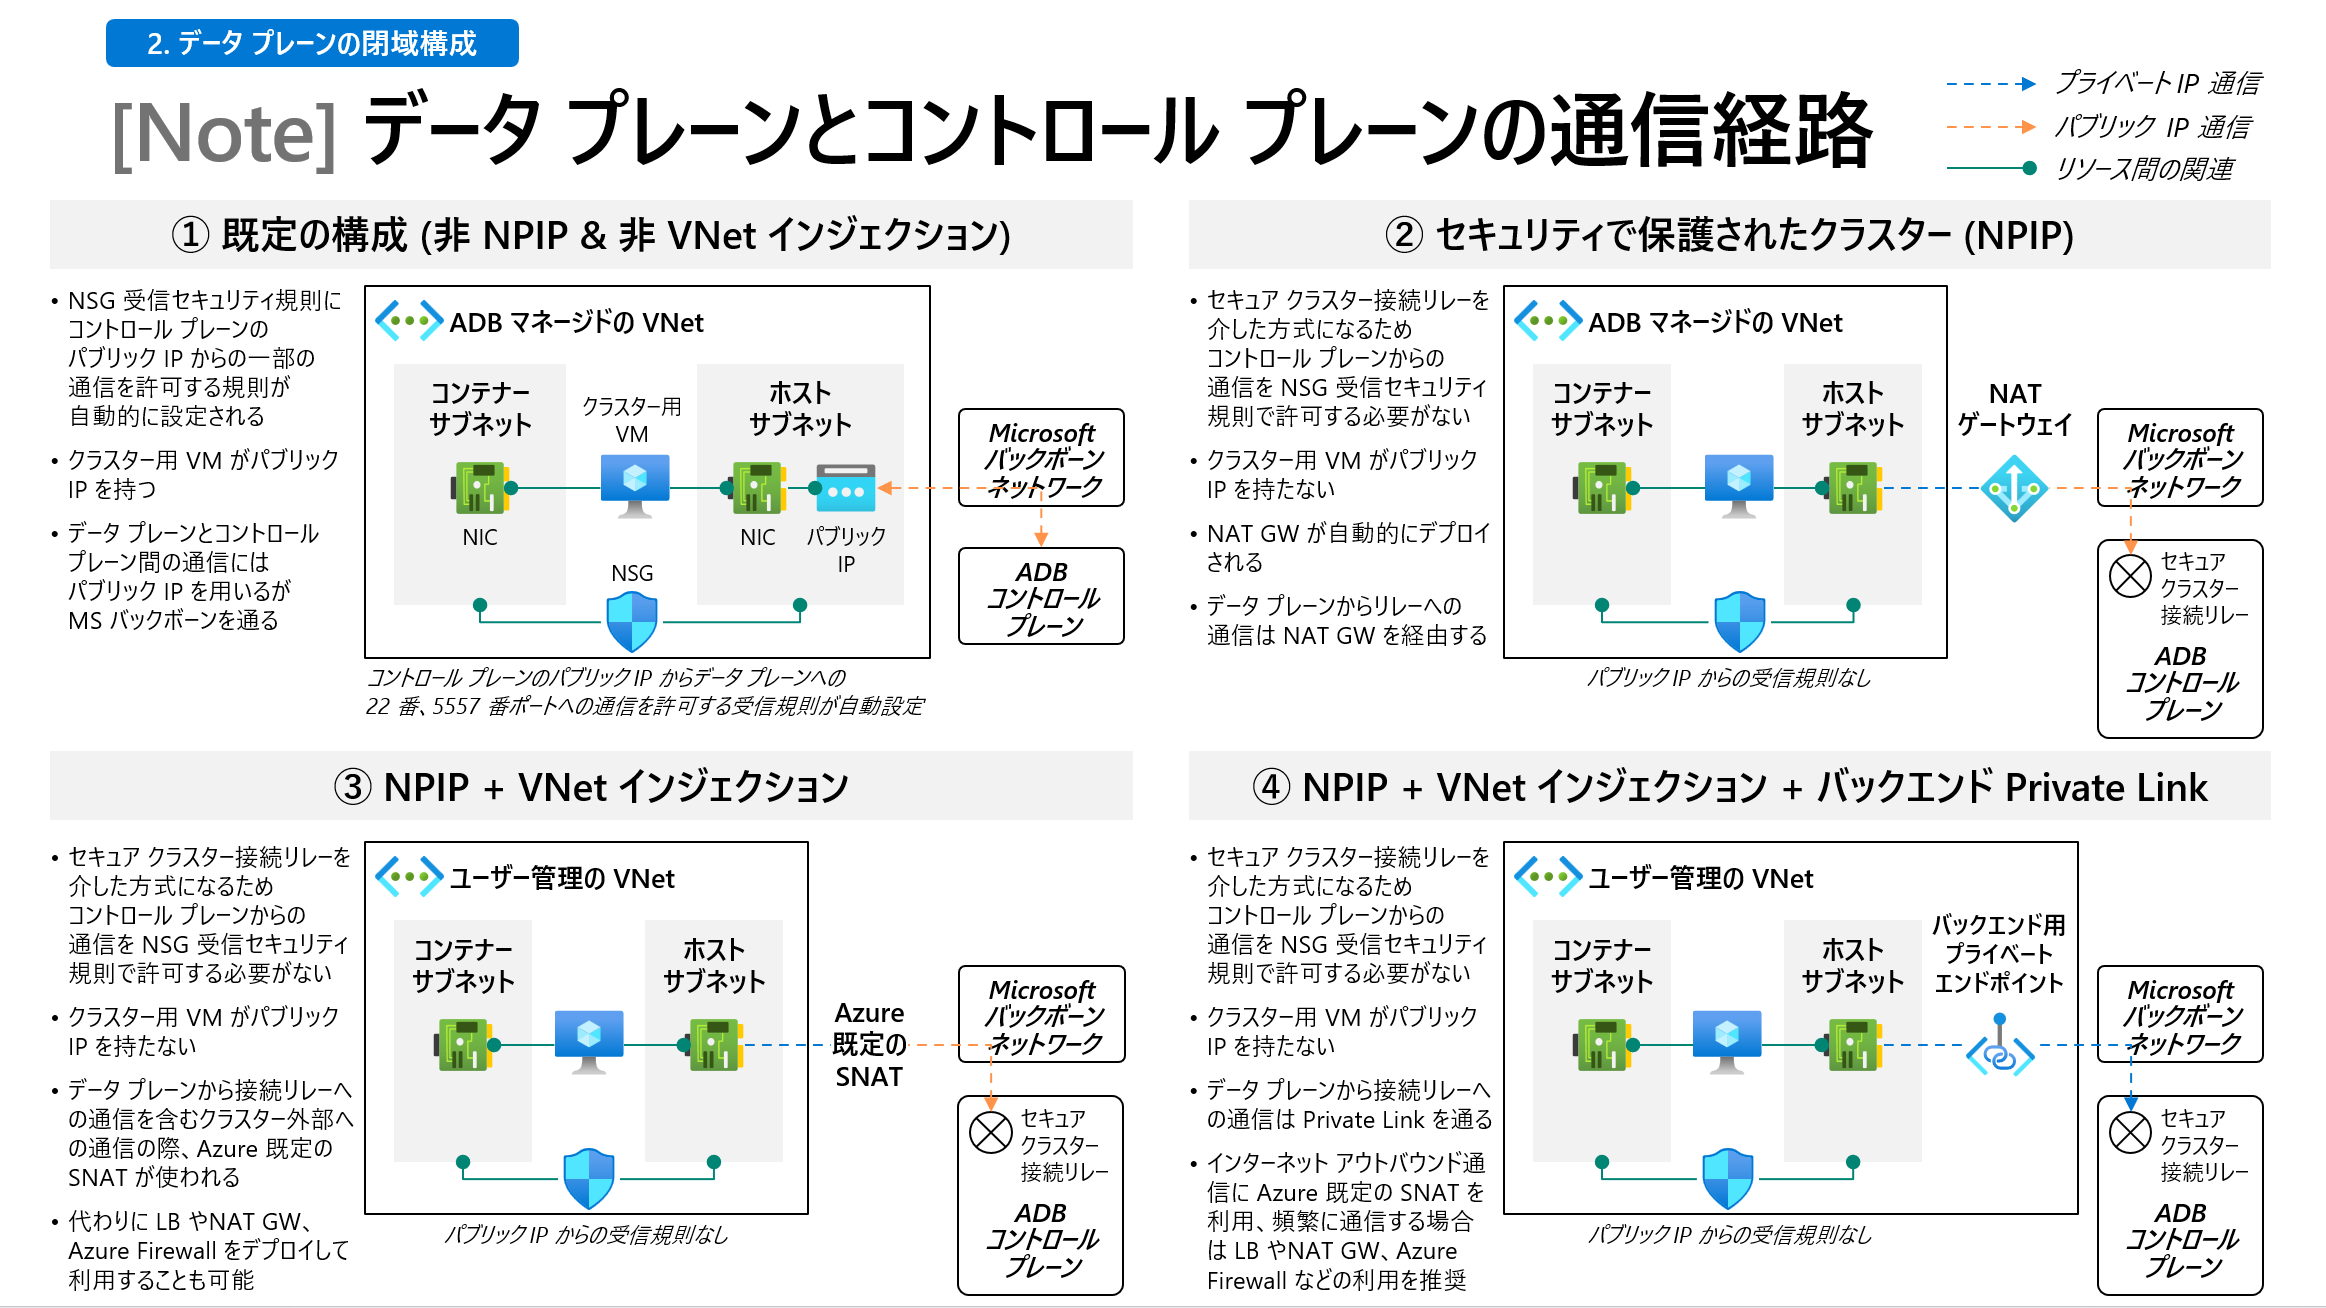 2. データ プレーンの閉域構成
[Note] データ プレーンとコントロール プレーンの通信経路
プライベート IP 通信
パブリック IP 通信
リソース間の関連
① 既定の構成 (非 NPIP & 非 VNet インジェクション)
• NSG 受信セキュリティ規則に
コントロール プレーンの
パブリック IP からの一部の
通信を許可する規則が
自動的に設定される
• クラスター用 VM がパブリック
IP を持つ
• データ プレーンとコントロール
プレーン間の通信には
パブリック IP を用いるが
MS バックボーンを通る
ADB マネージドの VNet
コンテナー
サブネット
クラスター用
VM
ホスト
サブネット
NIC
NIC
パブリック
IP
NSG
Microsoft
バックボーン
ネットワーク
ADB
コントロール
プレーン
コントロール プレーンのパブリック IP からデータ プレーンへの
22 番、5557 番ポートへの通信を許可する受信規則が自動設定
② セキュリティで保護されたクラスター (NPIP)
• セキュア クラスター接続リレーを
介した方式になるため
コントロール プレーンからの
通信を NSG 受信セキュリティ
規則で許可する必要がない
• クラスター用 VM がパブリック
IP を持たない
• NAT GW が自動的にデプロイ
される
• データ プレーンからリレーへの
通信は NAT GW を経由する
ADB マネージドの VNet
コンテナー
サブネット
ホスト
サブネット
NAT
ゲートウェイ
Microsoft
バックボーン
ネットワーク
セキュア
クラスター
接続リレー
ADB
コントロール
プレーン
パブリック IP からの受信規則なし
③ NPIP + VNet インジェクション
• セキュア クラスター接続リレーを
介した方式になるため
コントロール プレーンからの
通信を NSG 受信セキュリティ
規則で許可する必要がない
• クラスター用 VM がパブリック
IP を持たない
• データ プレーンから接続リレーへ
の通信を含むクラスター外部へ
の通信の際、Azure 既定の
SNAT が使われる
• 代わりに LB やNAT GW、
Azure Firewall をデプロイして
利用することも可能
ユーザー管理の VNet
コンテナー
サブネット
ホスト
サブネット
Azure
既定の
SNAT
Microsoft
バックボーン
ネットワーク
セキュア
クラスター
接続リレー
ADB
コントロール
プレーン
パブリック IP からの受信規則なし
④ NPIP + VNet インジェクション + バックエンド Private Link
• セキュア クラスター接続リレーを
介した方式になるため
コントロール プレーンからの
通信を NSG 受信セキュリティ
規則で許可する必要がない
• クラスター用 VM がパブリック
IP を持たない
• データ プレーンから接続リレーへ
の通信は Private Link を通る
• インターネット アウトバウンド通
信に Azure 既定の SNAT を
利用、頻繁に通信する場合
は LB やNAT GW、Azure
Firewall などの利用を推奨
ユーザー管理の VNet
コンテナー
サブネット
ホスト
サブネット
バックエンド用
プライベート
エンドポイント
Microsoft
バックボーン
ネットワーク
セキュア
クラスター
接続リレー
ADB
コントロール
プレーン
パブリック IP からの受信規則なし